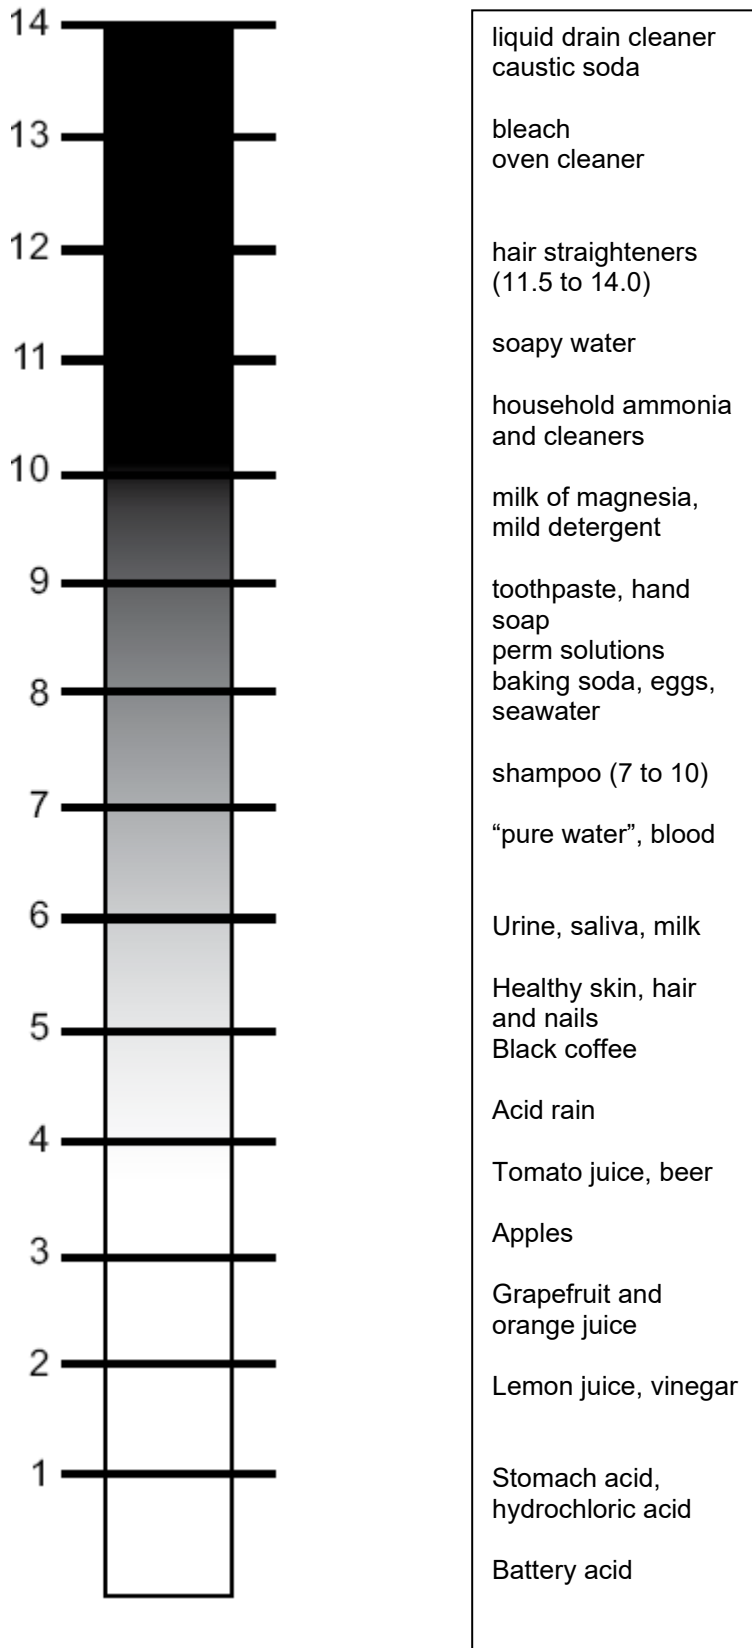 14
13
12
11
10
9
8
7
6
5
4
3
2
1
liquid drain cleaner
caustic soda
bleach
oven cleaner
hair straighteners
(11.5 to 14.0)
soapy water
household ammonia
and cleaners
milk of magnesia,
mild detergent
toothpaste, hand
soap
perm solutions
baking soda, eggs,
seawater
shampoo (7 to 10)
“pure water”, blood
Urine, saliva, milk
Healthy skin, hair
and nails
Black coffee
Acid rain
Tomato juice, beer
Apples
Grapefruit and
orange juice
Lemon juice, vinegar
Stomach acid,
hydrochloric acid
Battery acid